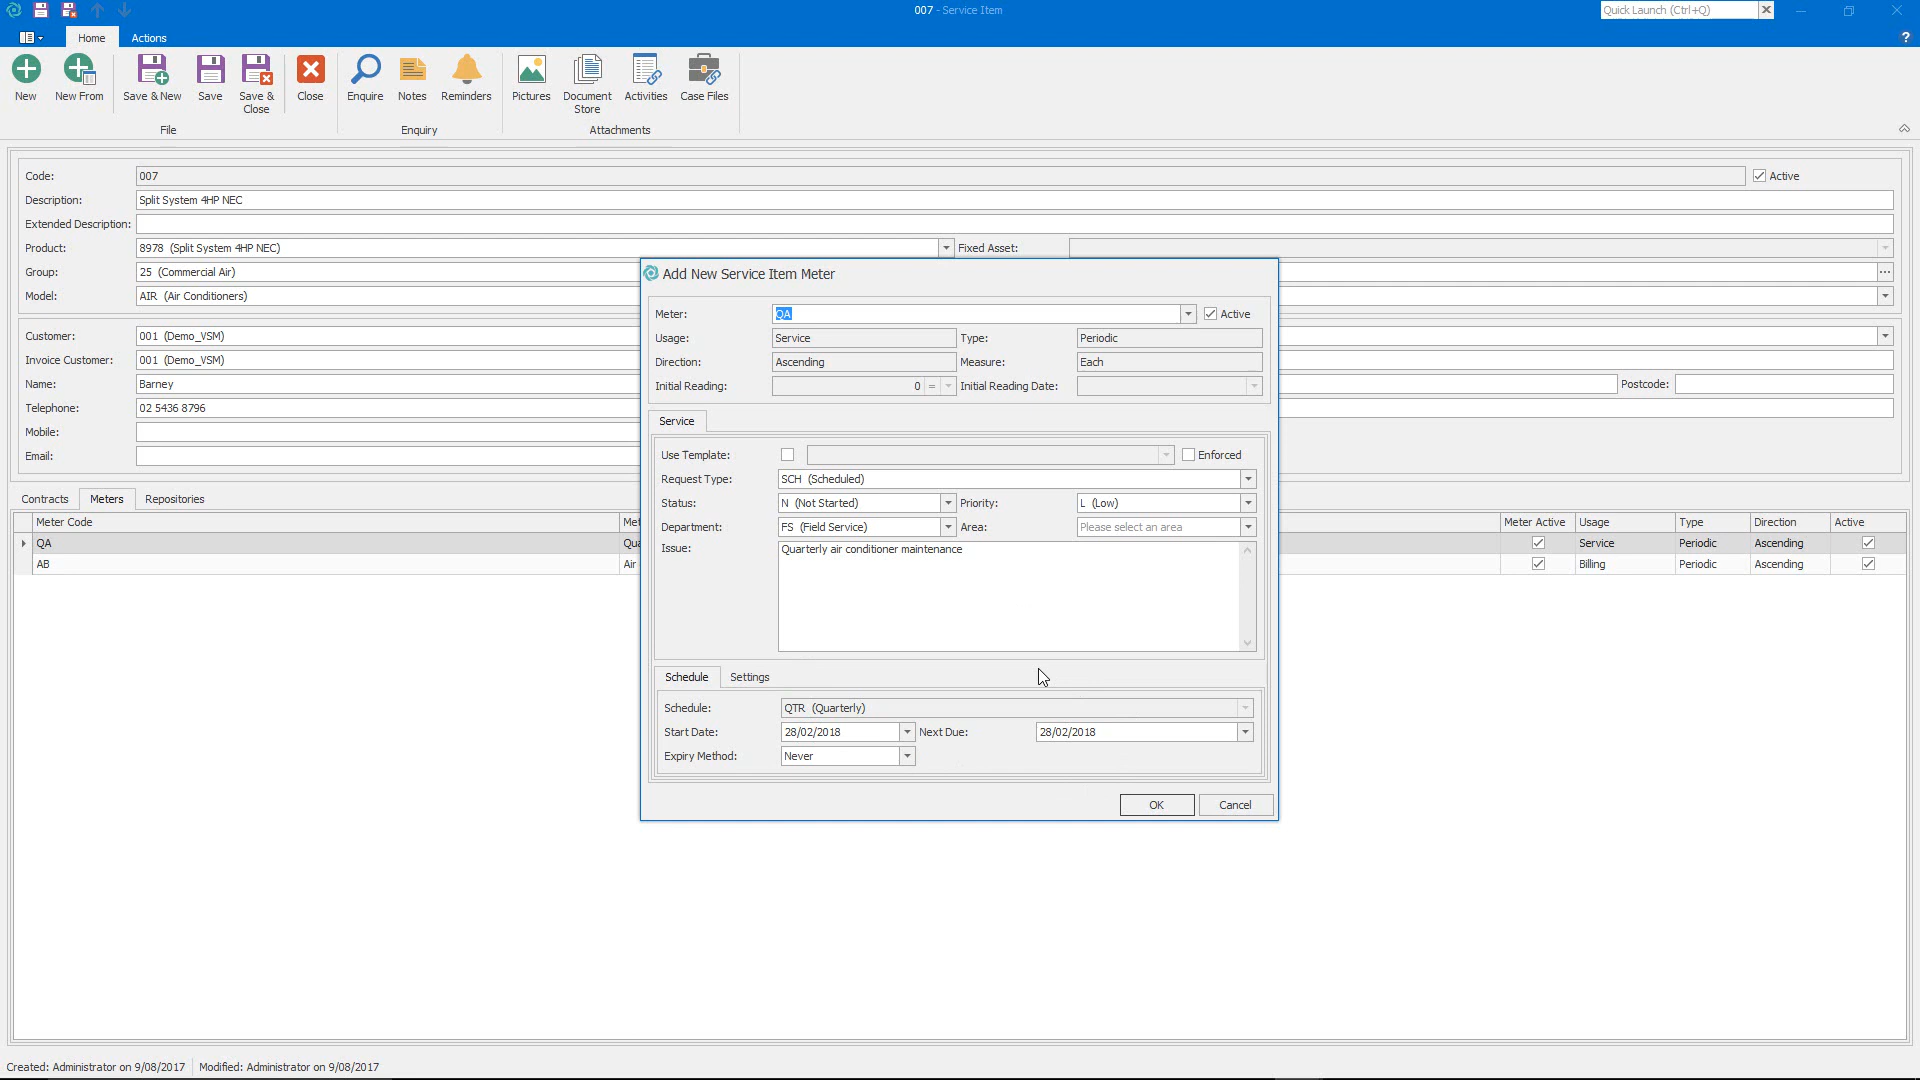 007 - Service Item
Quick Launch (Ctrl+Q)
Home
Actions
?
New
New From
Save & New
Save
Save & Close
Close
Enquire
Notes
Reminders
Pictures
Document Store
Activities
Case Files
File
Enquiry
Attachments
Code: 007 Active
Description: Split System 4HP NEC
Extended Description:
Product: 8978 (Split System 4HP NEC) Fixed Asset:
Group: 25 (Commercial Air)
Model: AIR (Air Conditioners)
Customer: 001 (Demo_VSM)
Invoice Customer: 001 (Demo_VSM)
Name: Barney Postcode:
Telephone: 02 5436 8796
Mobile:
Email:
Contracts Meters Repositories
Meter Code Met Meter Active Usage Type Direction Active
QA Qua Service Periodic Ascending
AB Air Billing Periodic Ascending
Add New Service Item Meter
Meter: QA Active
Usage: Service Type: Periodic
Direction: Ascending Measure: Each
Initial Reading: 0 = Initial Reading Date:
Service
Use Template: Enforced
Request Type: SCH (Scheduled)
Status: N (Not Started) Priority: L (Low)
Department: FS (Field Service) Area: Please select an area
Issue: Quarterly air conditioner maintenance
Schedule Settings
Schedule: QTR (Quarterly)
Start Date: 28/02/2018 Next Due: 28/02/2018
Expiry Method: Never
OK Cancel
Created: Administrator on 9/08/2017 Modified: Administrator on 9/08/2017